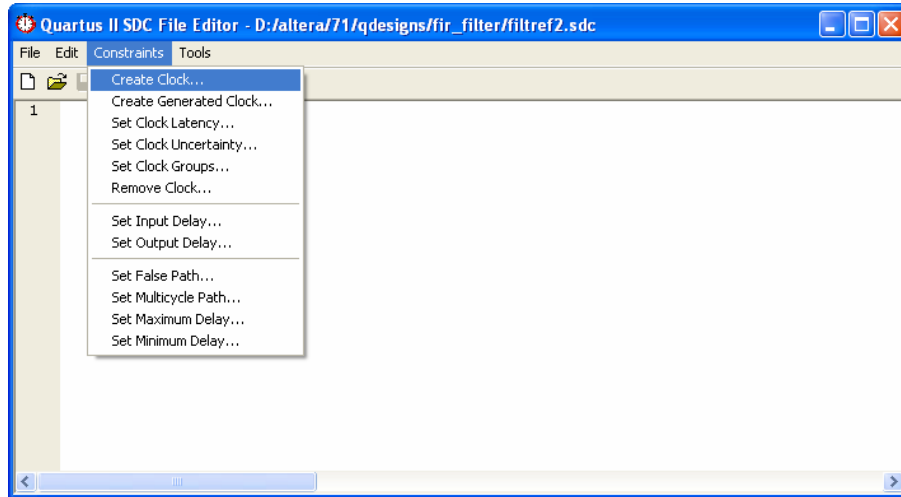 Quartus II SDC File Editor - D:/altera/71/qdesigns/fir_filter/filtref2.sdc
File Edit Constraints Tools
Create Clock...
1
Create Generated Clock...
Set Clock Latency...
Set Clock Uncertainty...
Set Clock Groups...
Remove Clock...
Set Input Delay...
Set Output Delay...
Set False Path...
Set Multicycle Path...
Set Maximum Delay...
Set Minimum Delay...